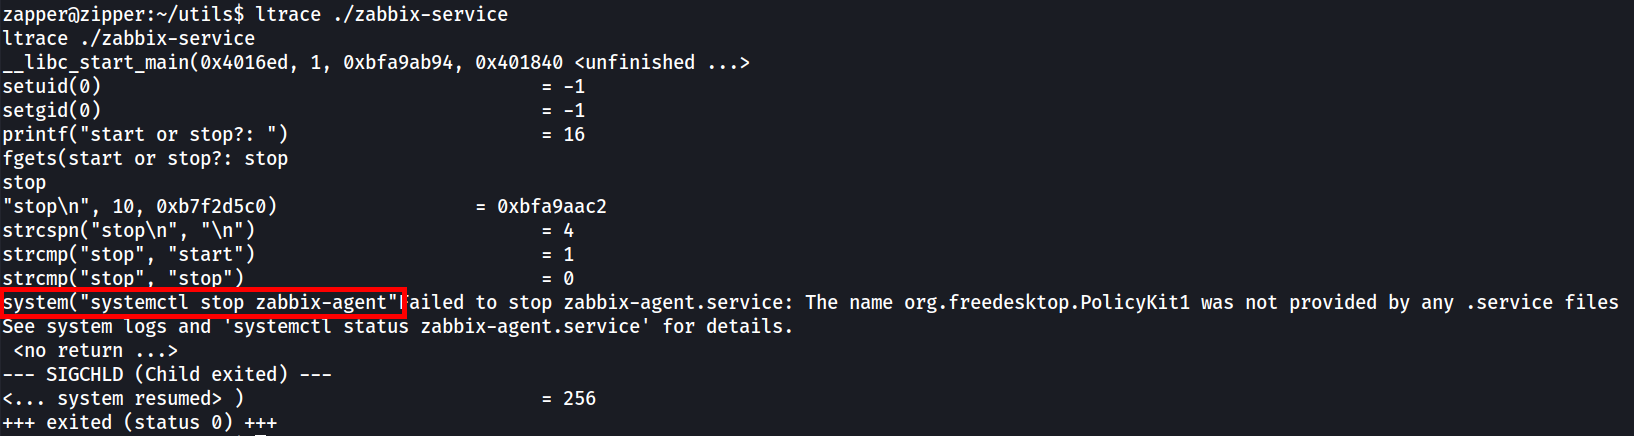 zapper@zipper:~/utils$ ltrace ./zabbix-service
ltrace ./zabbix-service
__libc_start_main(0x4016ed, 1, 0xbfa9ab94, 0x401840 <unfinished ...>
setuid(0) = -1
setgid(0) = -1
printf("start or stop?: ") = 16
fgets(start or stop?: stop
stop
"stop\n", 10, 0xb7f2d5c0) = 0xbfa9aac2
strcspn("stop\n", "\n") = 4
strcmp("stop", "start") = 1
strcmp("stop", "stop") = 0
system("systemctl stop zabbix-agent"Failed to stop zabbix-agent.service: The name org.freedesktop.PolicyKit1 was not provided by any .service files
See system logs and 'systemctl status zabbix-agent.service' for details.
 <no return ...>
--- SIGCHLD (Child exited) ---
<... system resumed> ) = 256
+++ exited (status 0) +++